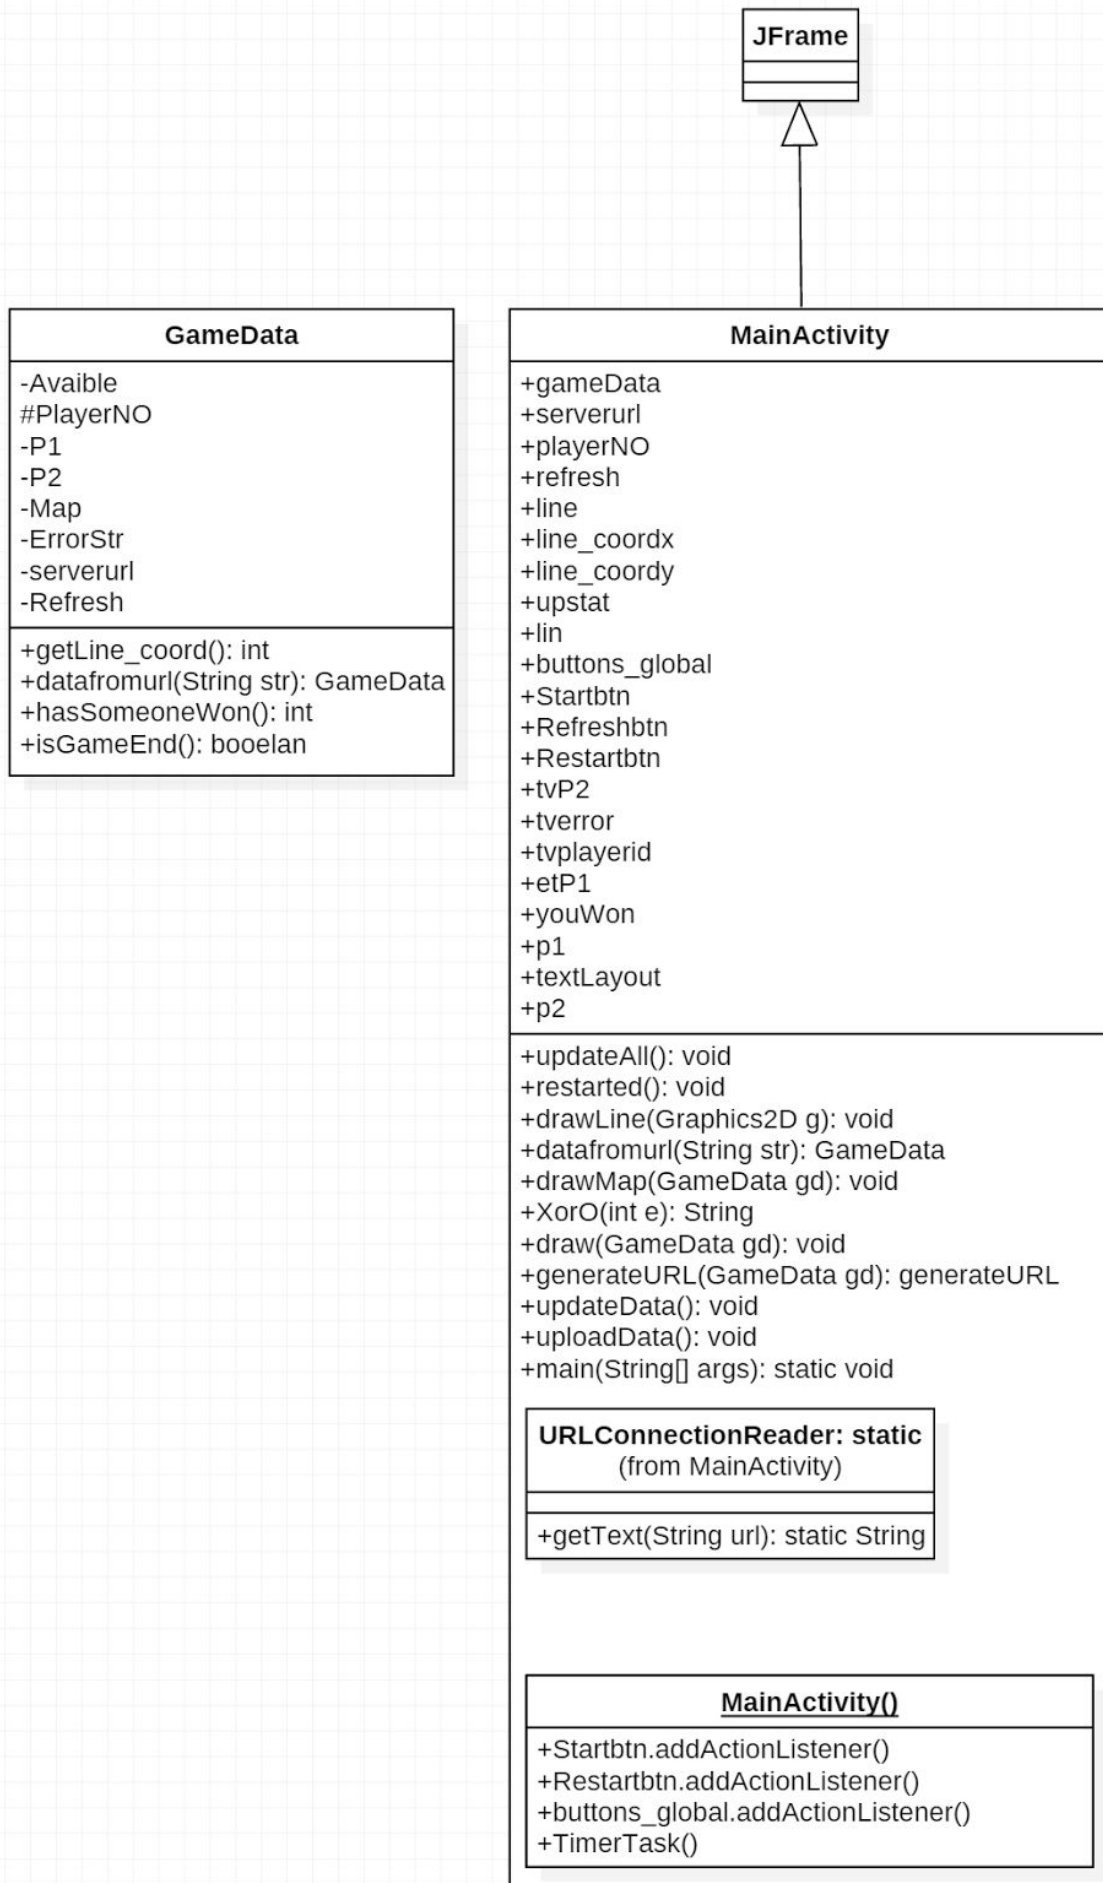 JFrame
GameData
-Avaible
#PlayerNO
-P1
-P2
-Map
-ErrorStr
-serverurl
-Refresh
+getLine_coord(): int
+datafromurl(String str): GameData
+hasSomeoneWon(): int
+isGameEnd(): booelan
MainActivity
+gameData
+serverurl
+playerNO
+refresh
+line
+line_coordx
+line_coordy
+upstat
+lin
+buttons_global
+Startbtn
+Refreshbtn
+Restartbtn
+tvP2
+tverror
+tvplayerid
+etP1
+youWon
+p1
+textLayout
+p2
+updateAll(): void
+restarted(): void
+drawLine(Graphics2D g): void
+datafromurl(String str): GameData
+drawMap(GameData gd): void
+XorO(int e): String
+draw(GameData gd): void
+generateURL(GameData gd): generateURL
+updateData(): void
+uploadData(): void
+main(String[] args): static void
URLConnectionReader: static
(from MainActivity)
+getText(String url): static String
MainActivity()
+Startbtn.addActionListener()
+Restartbtn.addActionListener()
+buttons_global.addActionListener()
+TimerTask()